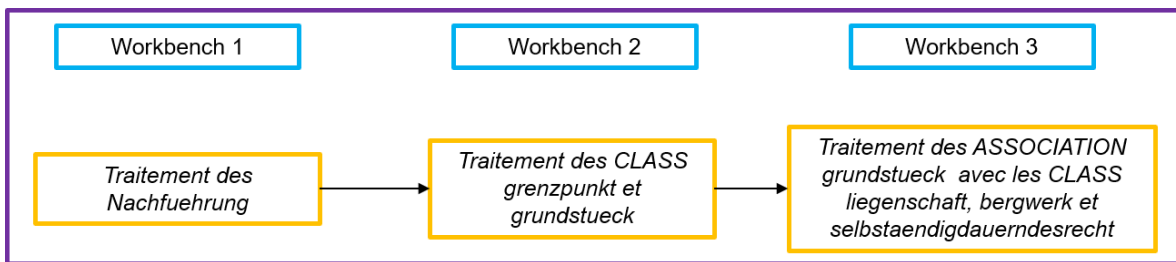 Workbench 1
Workbench 2
Workbench 3
Traitement des
Nachfuehrung
Traitement des CLASS
grenzpunkt et
grundstueck
Traitement des ASSOCIATION
grundstueck avec les CLASS
liegenschaft, bergwerk et
selbstaendigdauerndesrecht